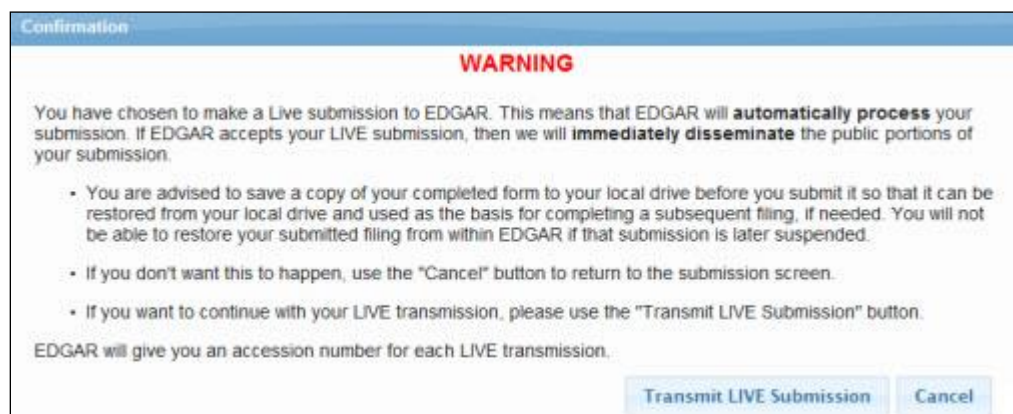 Confirmation
WARNING
You have chosen to make a Live submission to EDGAR. This means that EDGAR will automatically process your
submission. If EDGAR accepts your LIVE submission, then we will immediately disseminate the public portions of
your submission.
• You are advised to save a copy of your completed form to your local drive before you submit it so that it can be
restored from your local drive and used as the basis for completing a subsequent filing, if needed. You will not
be able to restore your submitted filing from within EDGAR if that submission is later suspended.
• If you don't want this to happen, use the "Cancel" button to return to the submission screen.
• If you want to continue with your LIVE transmission, please use the "Transmit LIVE Submission" button.
EDGAR will give you an accession number for each LIVE transmission.
Transmit LIVE Submission Cancel